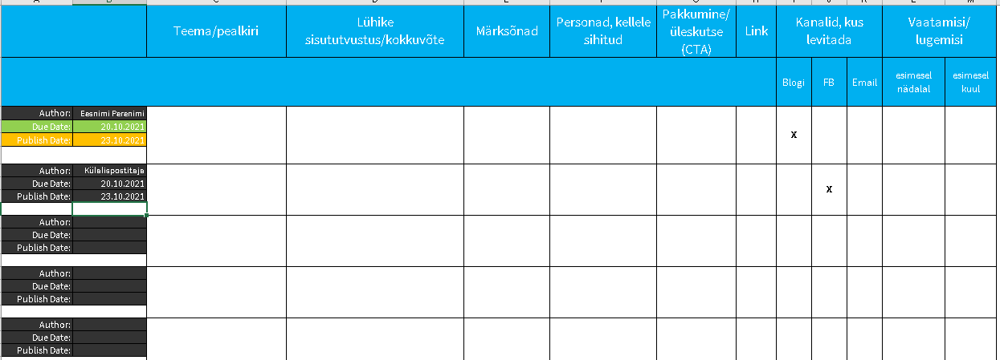 Teema/pealkiri
Lühike
sisututvustus/kokkuvõte
Märksõnad
Personad, kellele
sihitud
Pakkumine/
üleskutse
(CTA)
Link
Kanalid, kus
levitada
Vaatamisi/
lugemisi
Blogi
FB
Email
esimesel
nädalal
esimesel
kuul
Author: Eesnimi Perenimi
Due Date: 20.10.2021
Publish Date: 23.10.2021
x
Author: Külalispostitaja
Due Date: 20.10.2021
Publish Date: 23.10.2021
x
Author:
Due Date:
Publish Date:
Author:
Due Date:
Publish Date:
Author:
Due Date:
Publish Date: